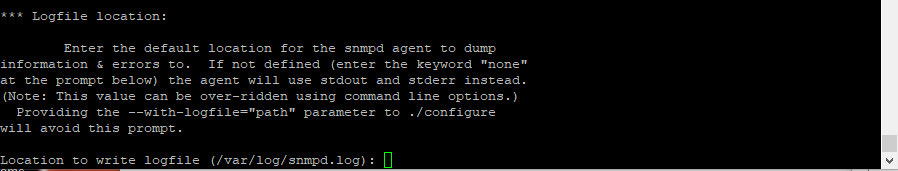 *** Logfile location:
Enter the default location for the snmpd agent to dump
information & errors to.  If not defined (enter the keyword "none"
at the prompt below) the agent will use stdout and stderr instead.
(Note: This value can be over-ridden using command line options.)
Providing the --with-logfile="path" parameter to ./configure
will avoid this prompt.
Location to write logfile (/var/log/snmpd.log):